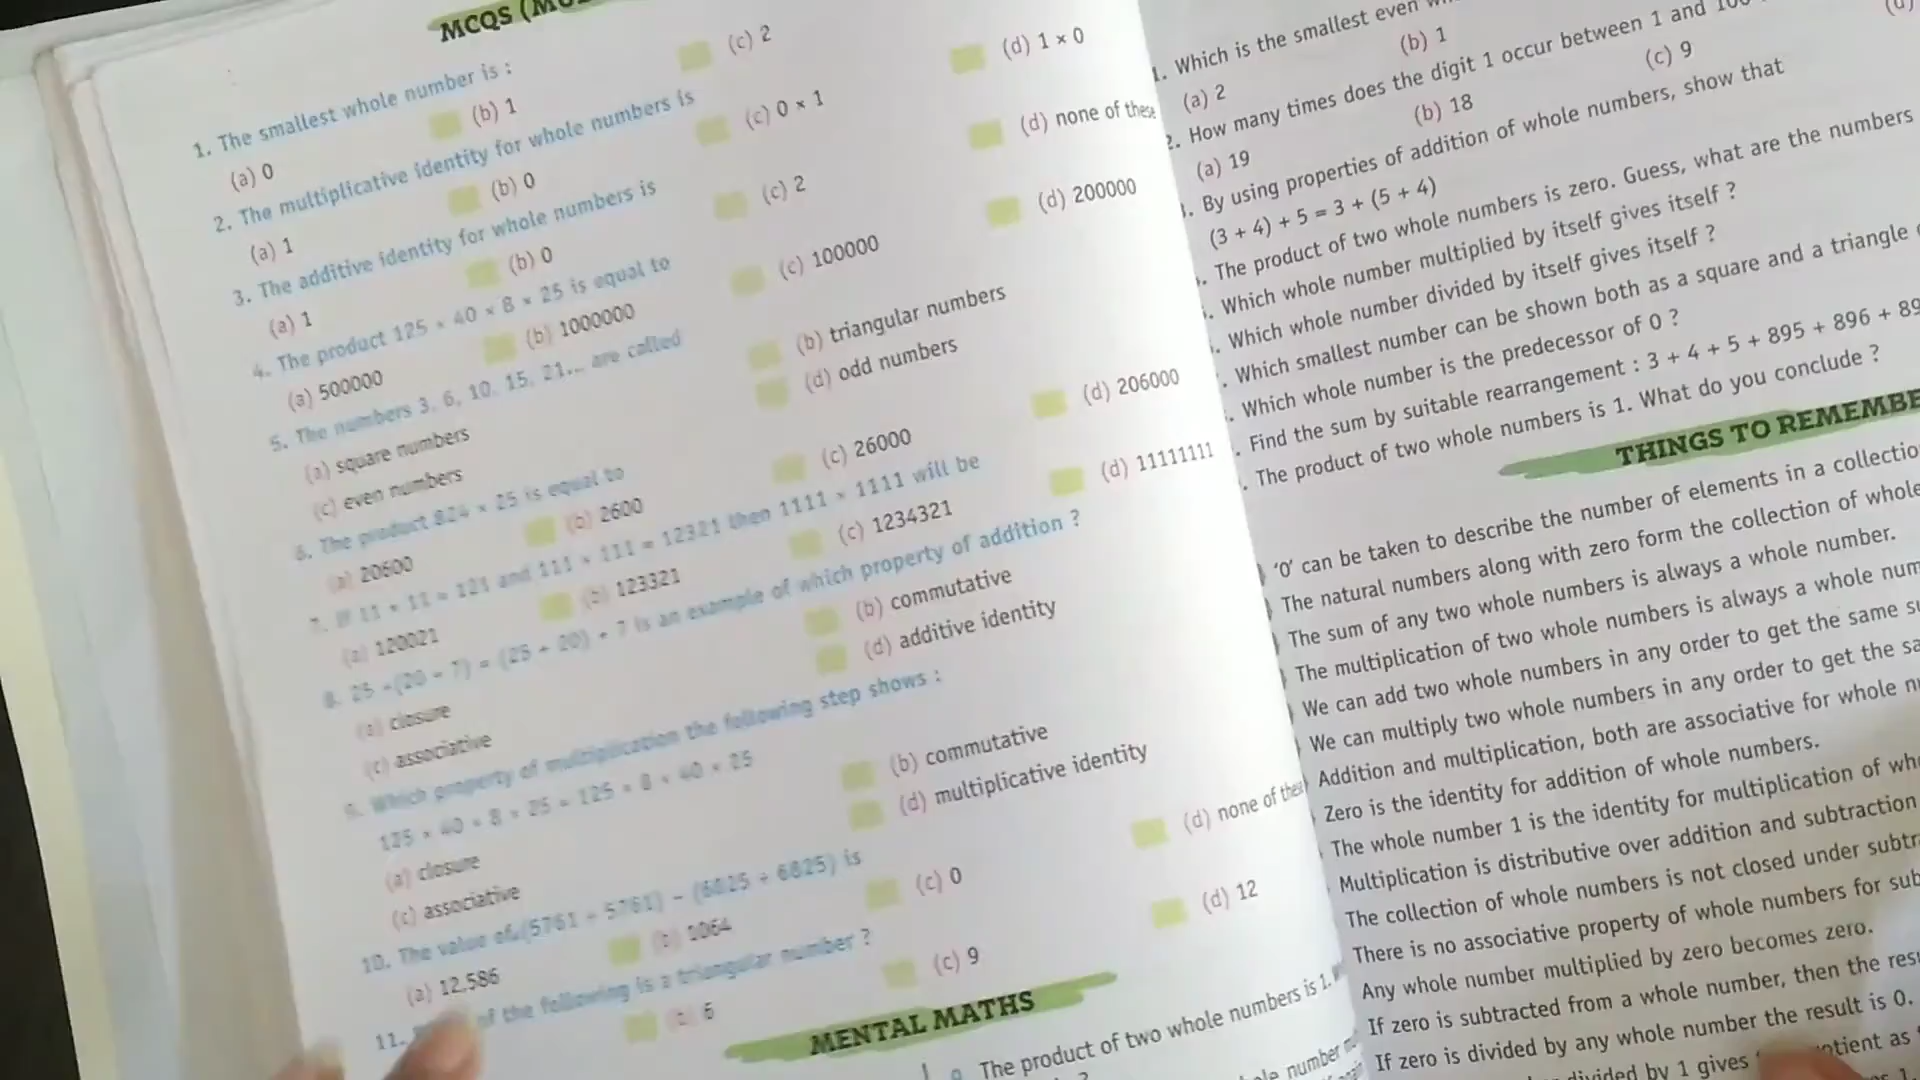 MCQS
1. The smallest whole number is :
(a) 0 (b) 1 (c) 2 (d) 1 × 0
2. The multiplicative identity for whole numbers is
(a) 1 (b) 0 (c) 0 × 1 (d) none of these
3. The additive identity for whole numbers is
(a) 1 (b) 0 (c) 2 (d) 200000
4. The product 125 × 40 × 8 × 25 is equal to
(a) 500000 (b) 1000000 (c) 100000
5. The numbers 3, 6, 10, 15, 21... are called
(a) square numbers (b) triangular numbers
(c) even numbers (d) odd numbers
6. The product 824 × 25 is equal to
(a) 20600 (b) 2600 (c) 26000 (d) 206000
7. If 11 × 11 = 121 and 111 × 111 = 12321 then 1111 × 1111 will be
(a) 120021 (b) 123321 (c) 1234321 (d) 11111111
8. 25 + (20 + 7) = (25 + 20) + 7 is an example of which property of addition ?
(a) closure (b) commutative
(c) associative (d) additive identity
9. Which property of multiplication the following step shows :
125 × 40 × 8 × 25 = 125 × 8 × 40 × 25
(a) closure (b) commutative
(c) associative (d) multiplicative identity
10. The value of (5761 ÷ 5761) − (6825 ÷ 6825) is
(a) 12,586 (b) 1064 (c) 0 (d) none of these
11. of the following is a triangular number ?
(b) 6 (c) 9 (d) 12
MENTAL MATHS
The product of two whole numbers is 1.
1. Which is the smallest even
(a) 2 (b) 1
2. How many times does the digit 1 occur between 1 and 100
(a) 19 (b) 18 (c) 9
By using properties of addition of whole numbers, show that
(3 + 4) + 5 = 3 + (5 + 4)
The product of two whole numbers is zero. Guess, what are the numbers
Which whole number multiplied by itself gives itself ?
Which whole number divided by itself gives itself ?
Which smallest number can be shown both as a square and a triangle
Which whole number is the predecessor of 0 ?
Find the sum by suitable rearrangement : 3 + 4 + 5 + 895 + 896 +
The product of two whole numbers is 1. What do you conclude ?
THINGS TO REMEMBE
'0' can be taken to describe the number of elements in a collectio
The natural numbers along with zero form the collection of whole
The sum of any two whole numbers is always a whole number.
The multiplication of two whole numbers is always a whole num
We can add two whole numbers in any order to get the same
We can multiply two whole numbers in any order to get the
Addition and multiplication, both are associative for whole
Zero is the identity for addition of whole numbers.
The whole number 1 is the identity for multiplication of
Multiplication is distributive over addition and subtraction
The collection of whole numbers is not closed under subtr
There is no associative property of whole numbers for sub
Any whole number multiplied by zero becomes zero.
If zero is subtracted from a whole number, then the res
If zero is divided by any whole number the result is 0.
divided by 1 gives